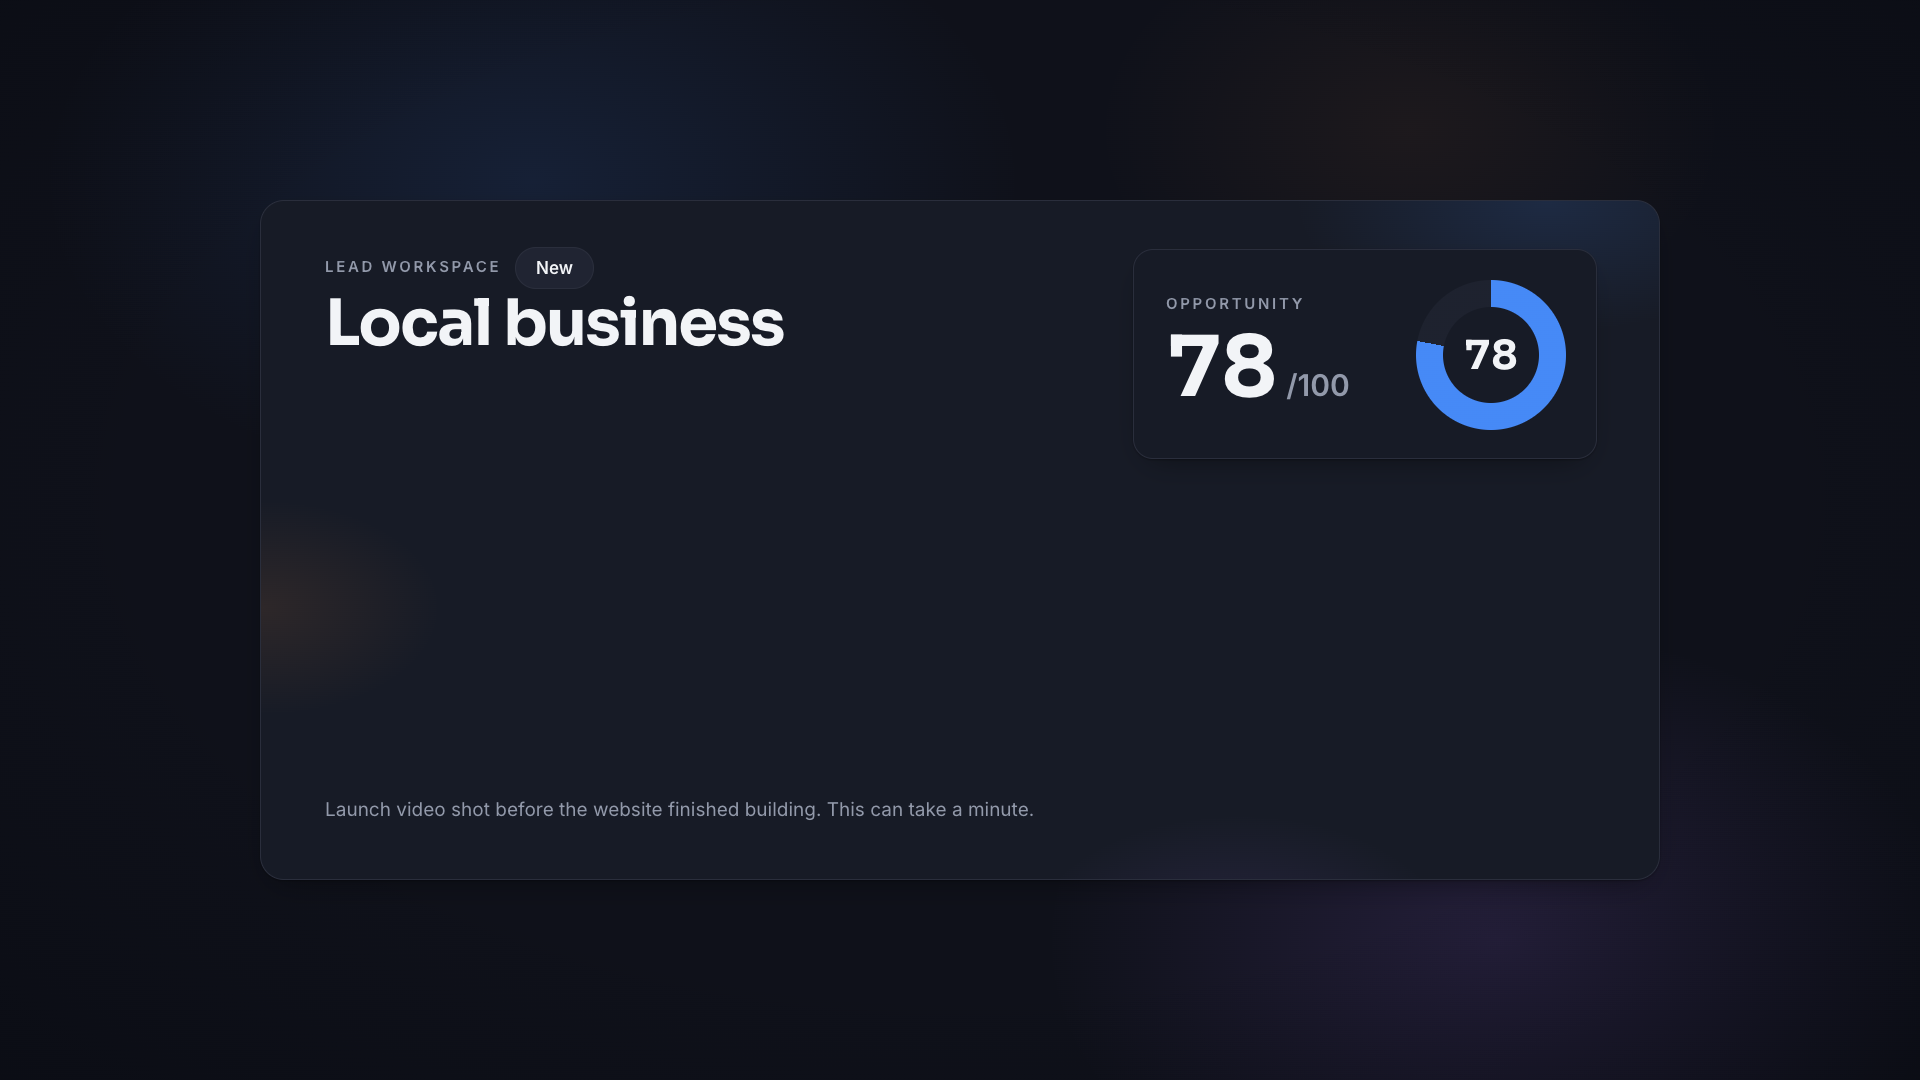 LEAD WORKSPACE New
Local business
OPPORTUNITY
78 /100
78
Launch video shot before the website finished building. This can take a minute.